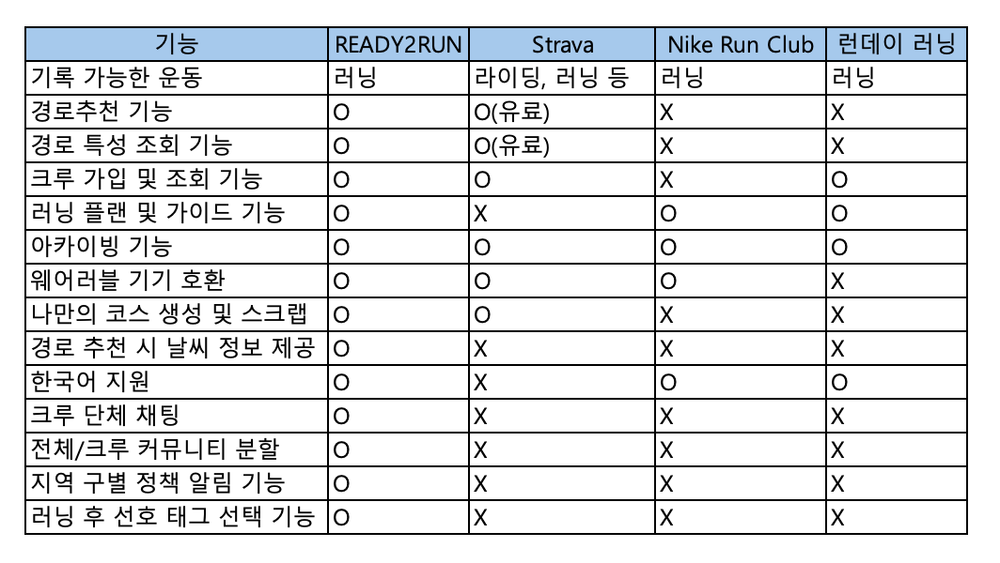 기능 READY2RUN Strava Nike Run Club 런데이 러닝
기록 가능한 운동 러닝 라이딩, 러닝 등 러닝 러닝
경로추천 기능 O O(유료) X X
경로 특성 조회 기능 O O(유료) X X
크루 가입 및 조회 기능 O O X O
러닝 플랜 및 가이드 기능 O X O O
아카이빙 기능 O O O O
웨어러블 기기 호환 O O O X
나만의 코스 생성 및 스크랩 O O X X
경로 추천 시 날씨 정보 제공 O X X X
한국어 지원 O X O O
크루 단체 채팅 O X X X
전체/크루 커뮤니티 분할 O X X X
지역 구별 정책 알림 기능 O X X X
러닝 후 선호 태그 선택 기능 O X X X